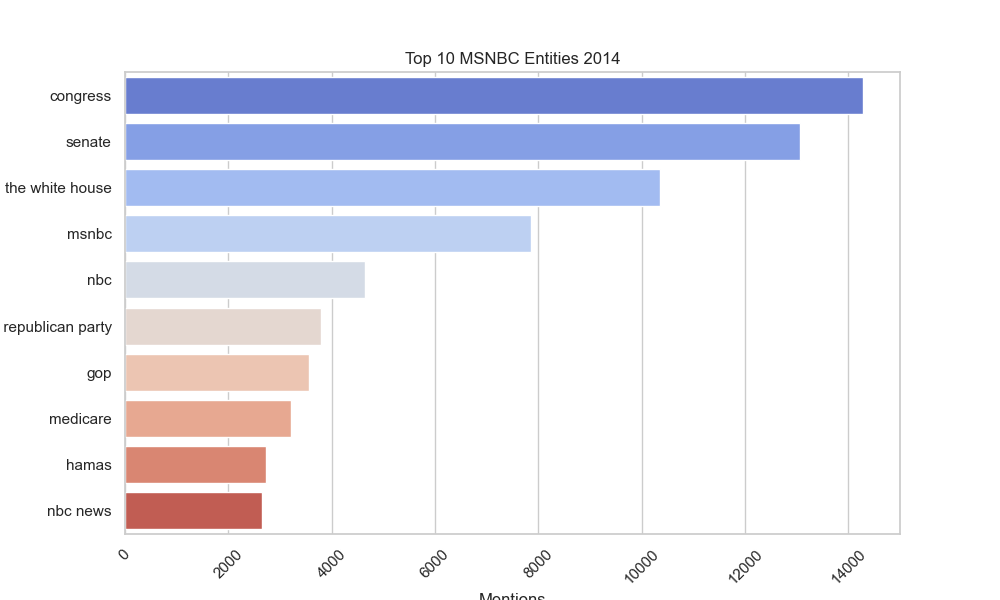 Top 10 MSNBC Entities 2014
congress
senate
the white house
msnbc
nbc
republican party
gop
medicare
hamas
nbc news
0
2000
4000
6000
8000
10000
12000
14000
Mentions